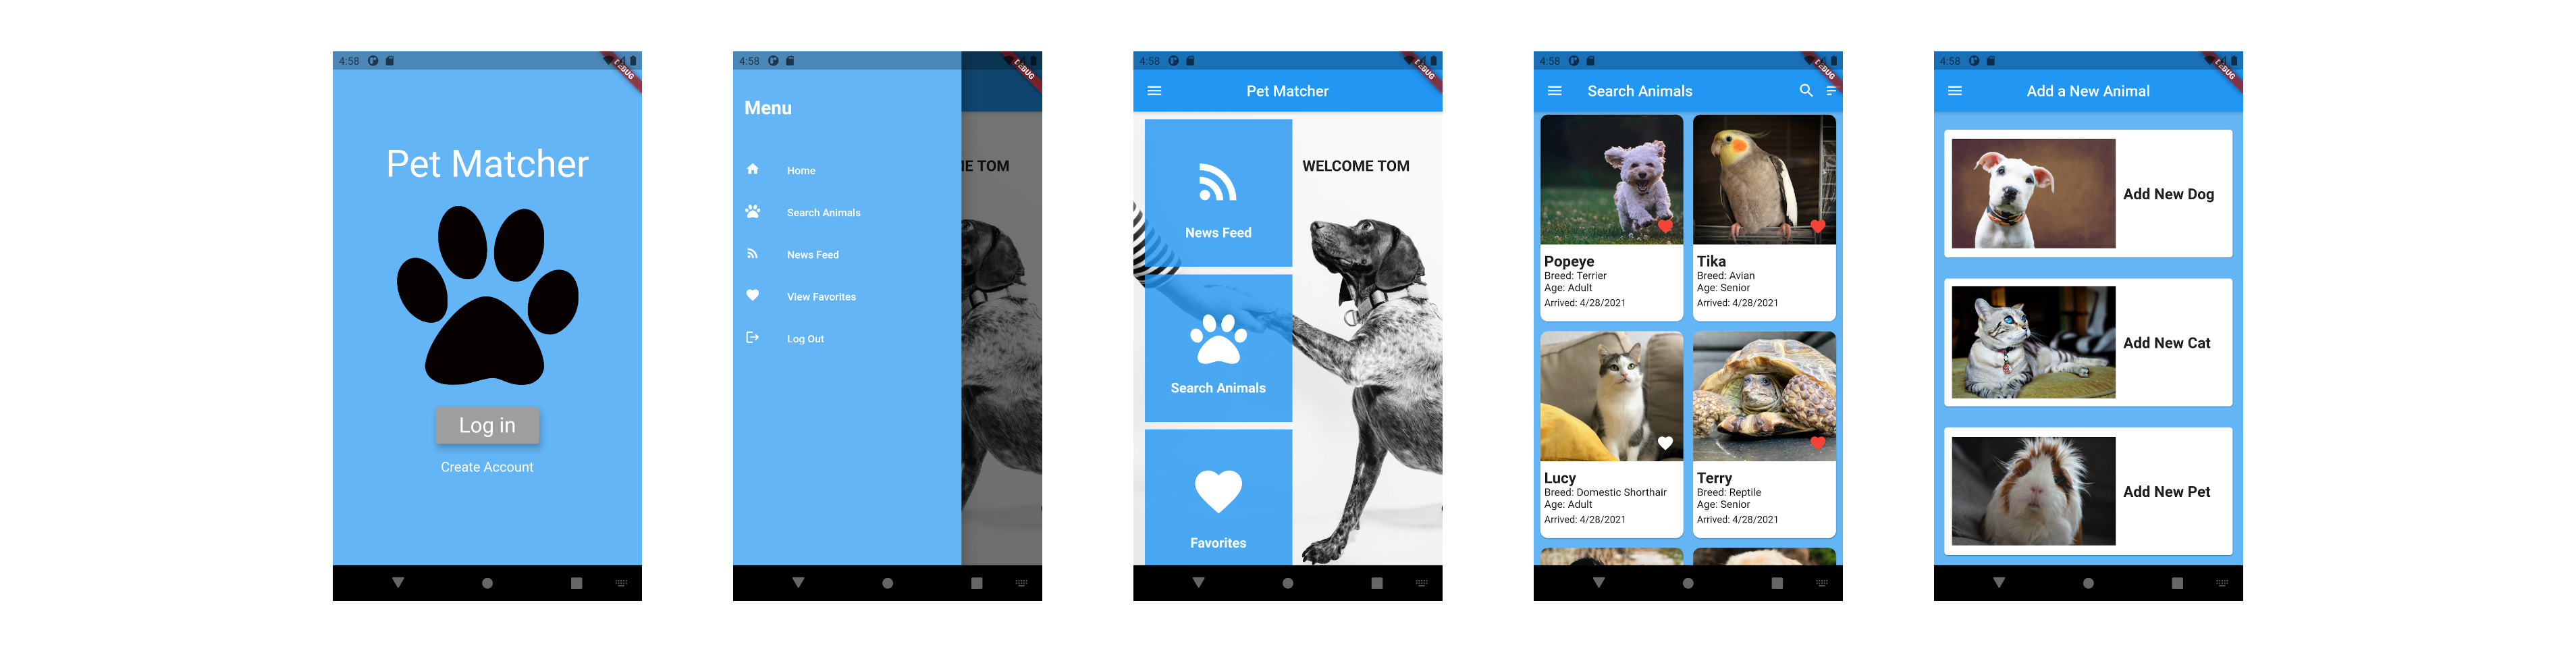 4:58
DEBUG
Pet Matcher
Log in
Create Account
4:58
DEBUG
Menu
Home
Search Animals
News Feed
View Favorites
Log Out
E TOM
4:58
DEBUG
Pet Matcher
WELCOME TOM
News Feed
Search Animals
Favorites
4:58
DEBUG
Search Animals
Popeye
Breed: Terrier
Age: Adult
Arrived: 4/28/2021
Tika
Breed: Avian
Age: Senior
Arrived: 4/28/2021
Lucy
Breed: Domestic Shorthair
Age: Adult
Arrived: 4/28/2021
Terry
Breed: Reptile
Age: Senior
Arrived: 4/28/2021
4:58
DEBUG
Add a New Animal
Add New Dog
Add New Cat
Add New Pet